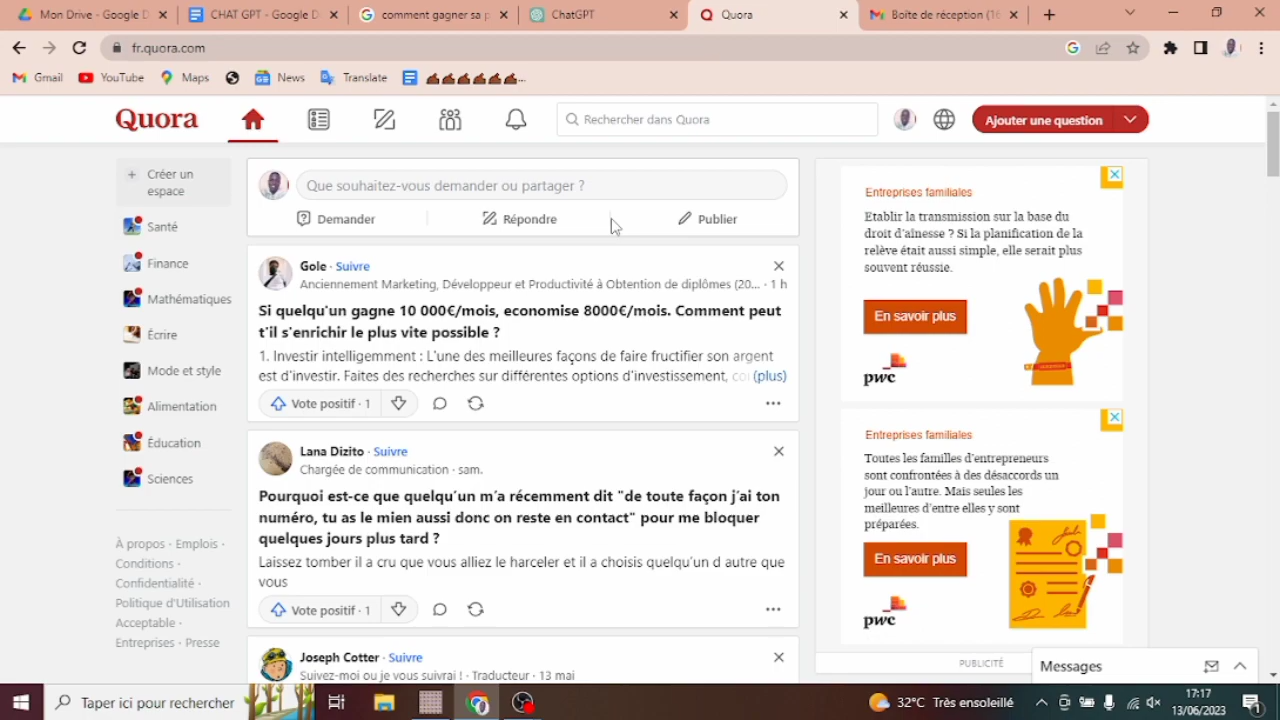 Mon Drive - Google D
CHAT GPT - Google D
comment gagner sa p
ChatGPT
Quora
Boîte de réception (16
fr.quora.com
Gmail
YouTube
Maps
News
Translate
Quora
Rechercher dans Quora
Ajouter une question
+ Créer un
espace
Santé
Finance
Mathématiques
Écrire
Mode et style
Alimentation
Éducation
Sciences
À propos · Emplois ·
Conditions ·
Confidentialité ·
Politique d'Utilisation
Acceptable ·
Entreprises · Presse
Que souhaitez-vous demander ou partager ?
Demander
Répondre
Publier
Gole · Suivre
Anciennement Marketing, Développeur et Productivité à Obtention de diplômes (20... · 1 h
Si quelqu'un gagne 10 000€/mois, economise 8000€/mois. Comment peut
t'il s'enrichir le plus vite possible ?
1. Investir intelligemment : L'une des meilleures façons de faire fructifier son argent
est d'investir. Faites des recherches sur différentes options d'investissement, co (plus)
Vote positif · 1
Lana Dizito · Suivre
Chargée de communication · sam.
Pourquoi est-ce que quelqu'un m'a récemment dit "de toute façon j'ai ton
numéro, tu as le mien aussi donc on reste en contact" pour me bloquer
quelques jours plus tard ?
Laissez tomber il a cru que vous alliez le harceler et il a choisis quelqu'un d autre que
vous
Vote positif · 1
Joseph Cotter · Suivre
Suivez-moi ou je vous suivrai ! · Traducteur · 13 mai
Entreprises familiales
Etablir la transmission sur la base du
droit d'aînesse ? Si la planification de la
relève était aussi simple, elle serait plus
souvent réussie.
En savoir plus
pwc
Entreprises familiales
Toutes les familles d'entrepreneurs
sont confrontées à des désaccords un
jour ou l'autre. Mais seules les
meilleures d'entre elles y sont
préparées.
En savoir plus
pwc
PUBLICITÉ
Messages
Taper ici pour rechercher
32°C Très ensoleillé
17:17
13/06/2023
1